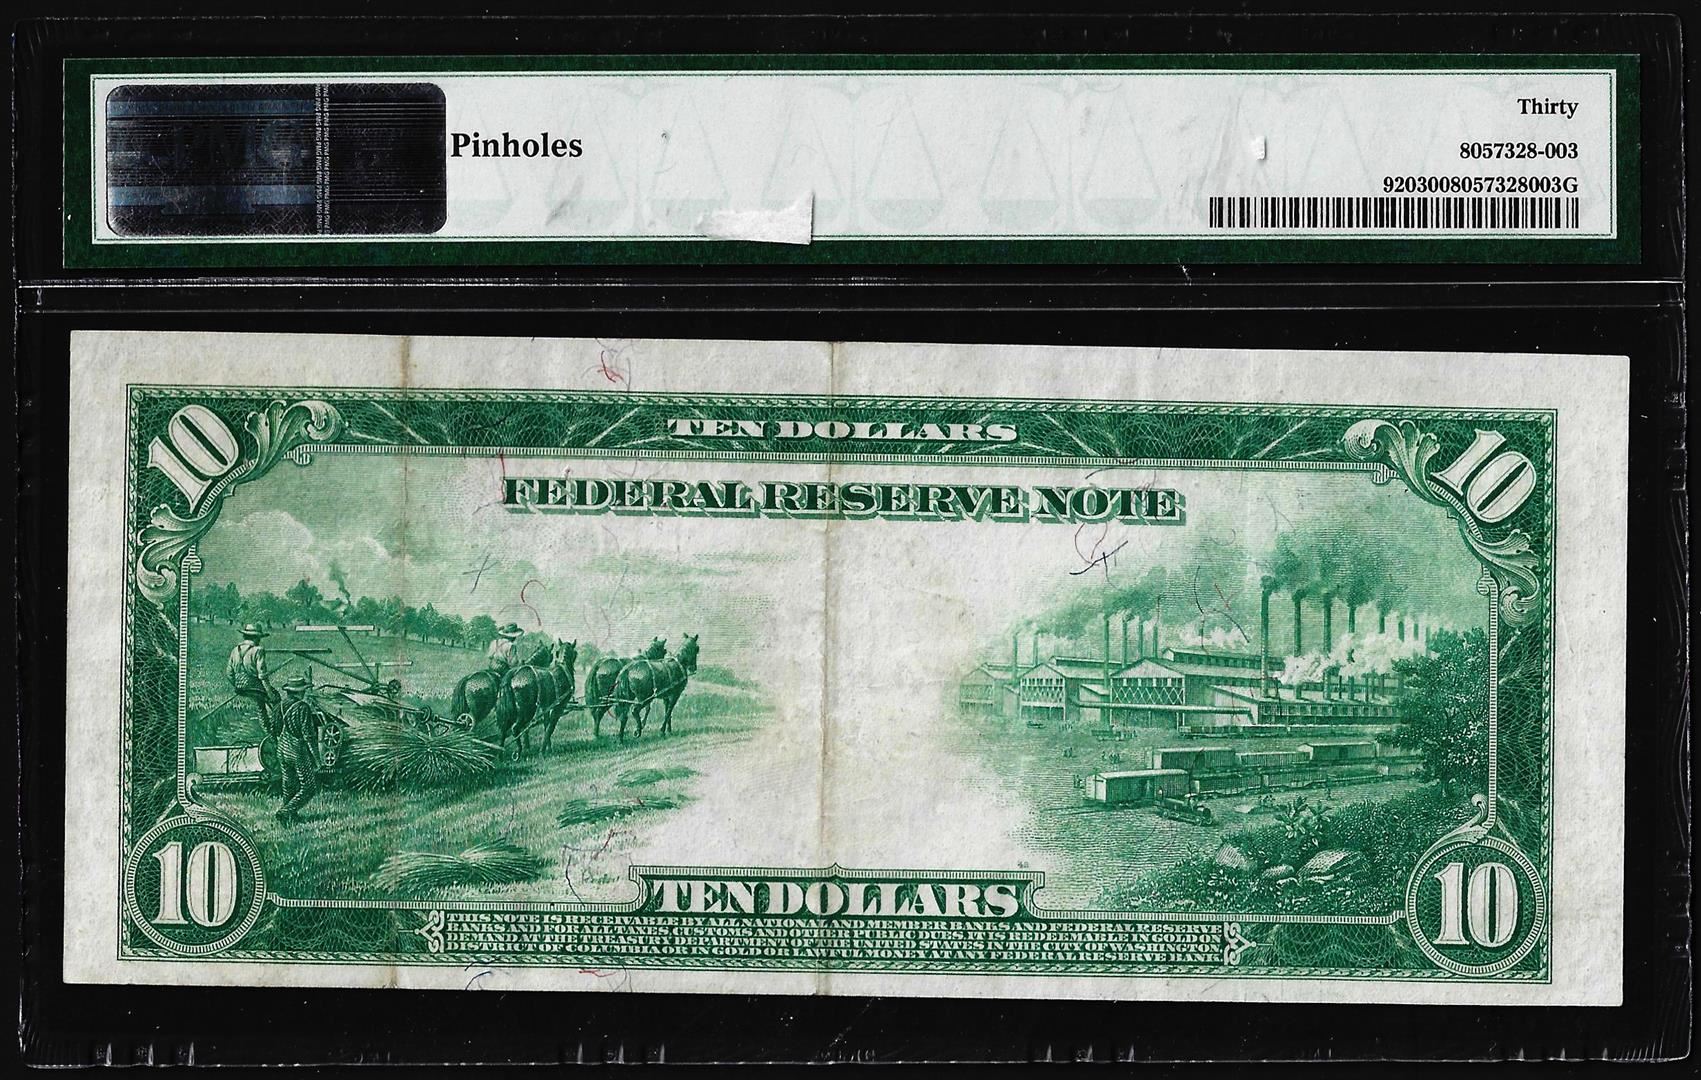 PMG
Pinholes
Thirty
8057328-003
9203008057328003G
10
10
TEN DOLLARS
FEDERAL RESERVE NOTE
10
10
TEN DOLLARS
THIS NOTE IS RECEIVABLE BY ALL NATIONAL AND MEMBER BANKS AND FEDERAL RESERVE
BANKS AND FOR ALL TAXES, CUSTOMS AND OTHER PUBLIC DUES. IT IS REDEEMABLE IN GOLD ON
DEMAND AT THE TREASURY DEPARTMENT OF THE UNITED STATES IN THE CITY OF WASHINGTON,
DISTRICT OF COLUMBIA OR IN GOLD OR LAWFUL MONEY AT ANY FEDERAL RESERVE BANK.